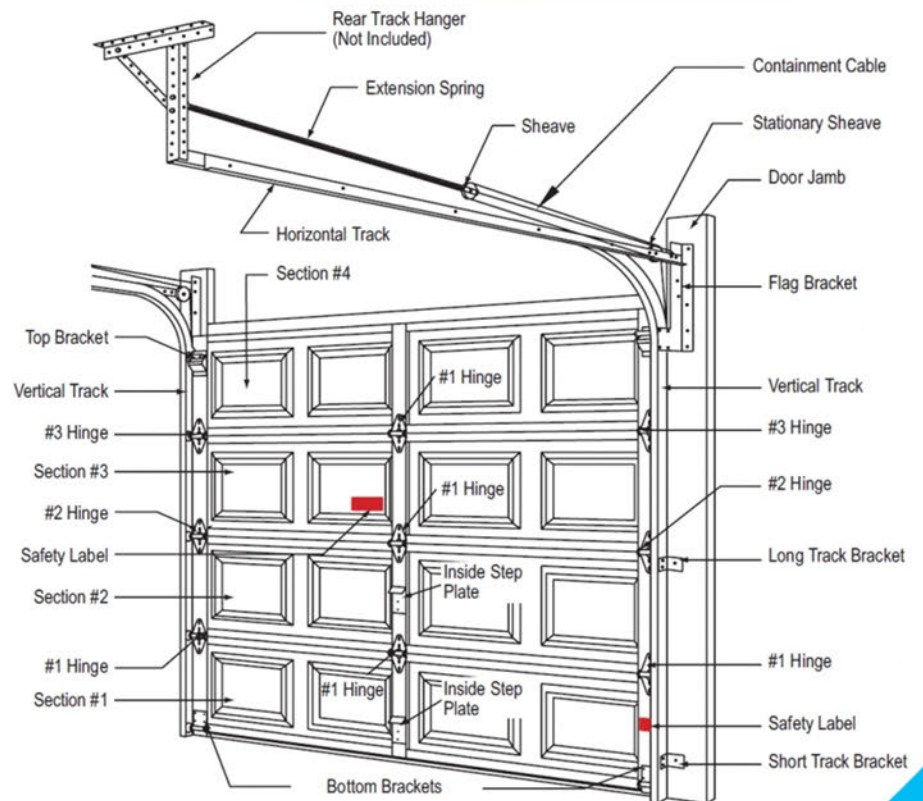 Rear Track Hanger
(Not Included)
Extension Spring
Containment Cable
Sheave
Stationary Sheave
Door Jamb
Horizontal Track
Section #4
Flag Bracket
Top Bracket
#1 Hinge
Vertical Track
Vertical Track
#3 Hinge
#3 Hinge
Section #3
#1 Hinge
#2 Hinge
#2 Hinge
Safety Label
Long Track Bracket
Inside Step
Plate
Section #2
#1 Hinge
#1 Hinge
#1 Hinge
Inside Step
Plate
Section #1
Safety Label
Short Track Bracket
Bottom Brackets